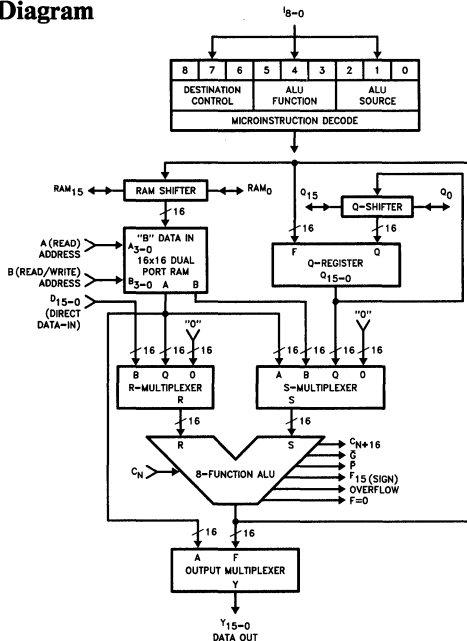 Diagram
I8-0
8 7 6 5 4 3 2 1 0
DESTINATION CONTROL
ALU FUNCTION
ALU SOURCE
MICROINSTRUCTION DECODE
RAM15
RAM SHIFTER
RAM0
Q15
Q0
Q-SHIFTER
16
16
16
A (READ) ADDRESS
"B" DATA IN
A3-0
16x16 DUAL PORT RAM
B (READ/WRITE) ADDRESS
B3-0
A B
F Q
Q-REGISTER
Q15-0
D15-0
(DIRECT DATA-IN)
"0"
"0"
16 16 16
16 16 16 16
B Q 0
R-MULTIPLEXER
R
A B Q 0
S-MULTIPLEXER
S
16
16
R
S
CN
8-FUNCTION ALU
CN+16
G̅
P̅
F15 (SIGN)
OVERFLOW
F=0
16
16
A F
OUTPUT MULTIPLEXER
Y
Y15-0
DATA OUT